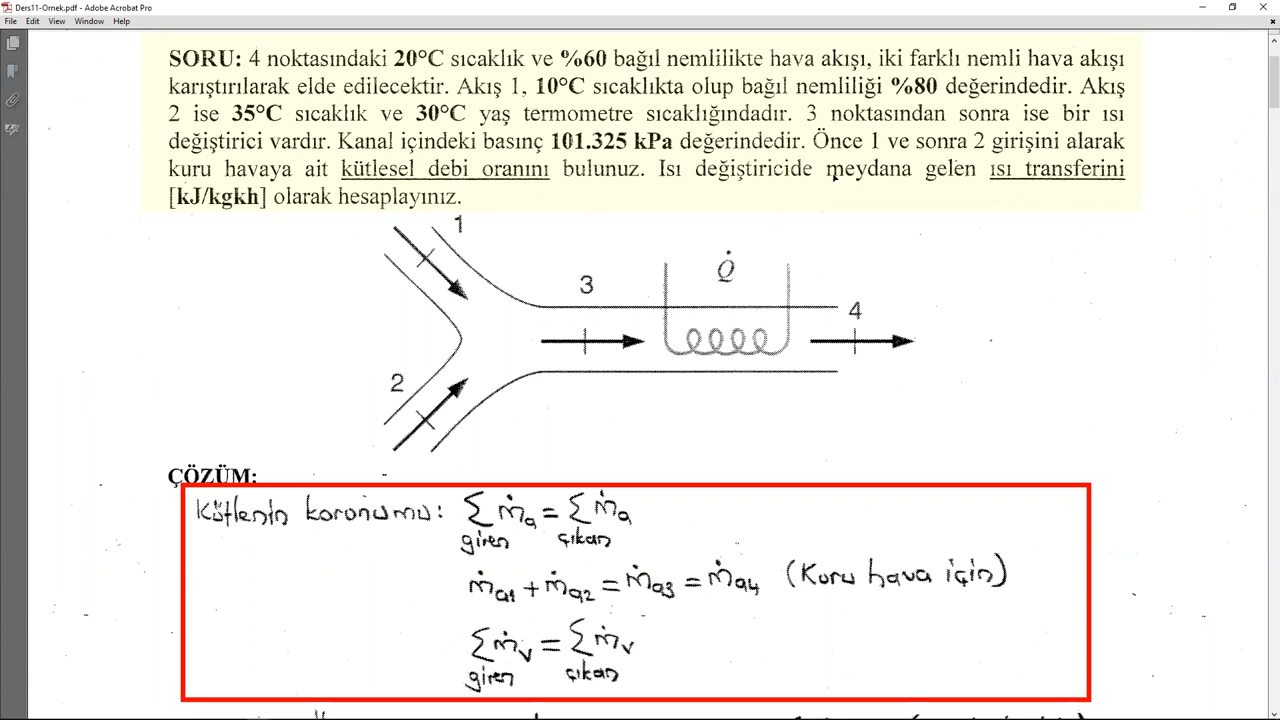 Ders11-Ornek.pdf - Adobe Acrobat Pro
File Edit View Window Help
SORU: 4 noktasındaki 20°C sıcaklık ve %60 bağıl nemlilikte hava akışı, iki farklı nemli hava akışı
karıştırılarak elde edilecektir. Akış 1, 10°C sıcaklıkta olup bağıl nemliliği %80 değerindedir. Akış
2 ise 35°C sıcaklık ve 30°C yaş termometre sıcaklığındadır. 3 noktasından sonra ise bir ısı
değiştirici vardır. Kanal içindeki basınç 101.325 kPa değerindedir. Önce 1 ve sonra 2 girişini alarak
kuru havaya ait kütlesel debi oranını bulunuz. Isı değiştiricide meydana gelen ısı transferini
[kJ/kgkh] olarak hesaplayınız.
1
3
Q̇
4
2
ÇÖZÜM:
Kütlenin korunumu: Σ ṁa = Σ ṁa
giren çıkan
ṁa1 + ṁa2 = ṁa3 = ṁa4 (Kuru hava için)
Σ ṁv = Σ ṁv
giren çıkan